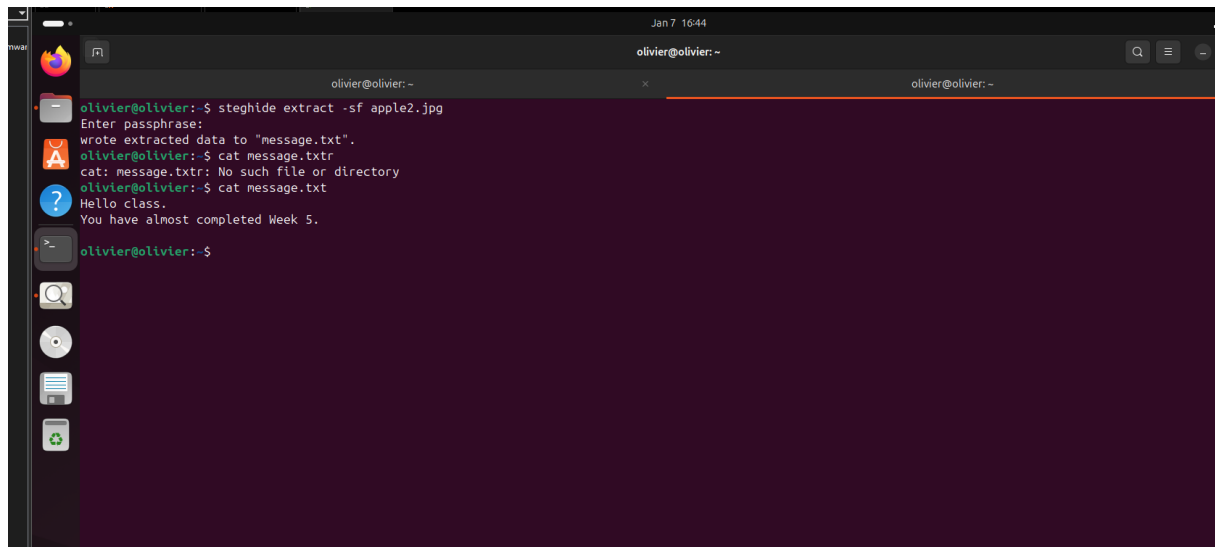 mwar
Jan 7 16:44
olivier@olivier: ~
olivier@olivier: ~
olivier@olivier: ~
olivier@olivier:~$ steghide extract -sf apple2.jpg
Enter passphrase:
wrote extracted data to "message.txt".
olivier@olivier:~$ cat message.txtr
cat: message.txtr: No such file or directory
olivier@olivier:~$ cat message.txt
Hello class.
You have almost completed Week 5.
olivier@olivier:~$